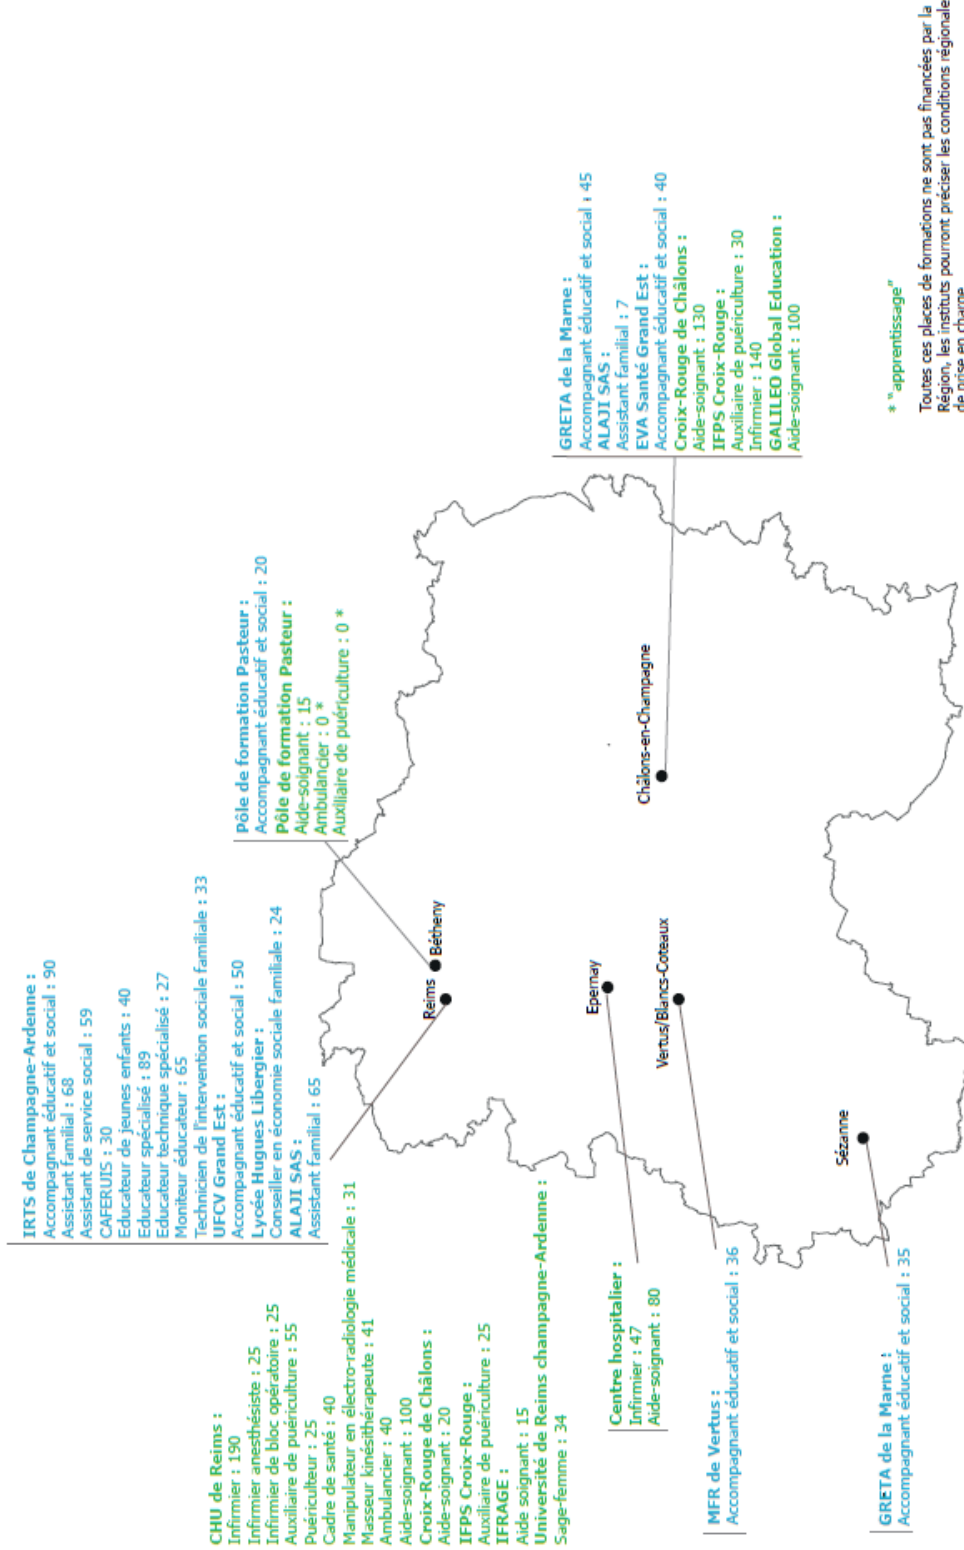 IRTS de Champagne-Ardenne :
Accompagnant éducatif et social : 90
Assistant familial : 68
Assistant de service social : 59
CAFERUIS : 30
Educateur de jeunes enfants : 40
Educateur spécialisé : 89
Educateur technique spécialisé : 27
Moniteur éducateur : 65
Technicien de l'intervention sociale familiale : 33
UFCV Grand Est :
Accompagnant éducatif et social : 50
Lycée Hugues Libergier :
Conseiller en économie sociale familiale : 24
ALAJI SAS :
Assistant familial : 65
CHU de Reims :
Infirmier : 190
Infirmier anesthésiste : 25
Infirmier de bloc opératoire : 25
Auxiliaire de puériculture : 55
Puériculteur : 25
Cadre de santé : 40
Manipulateur en électro-radiologie médicale : 31
Masseur kinésithérapeute : 41
Ambulancier : 40
Aide-soignant : 100
Croix-Rouge de Châlons :
Aide-soignant : 20
IFPS Croix-Rouge :
Auxiliaire de puériculture : 25
IFRAGE :
Aide soignant : 15
Université de Reims champagne-Ardenne :
Sage-femme : 34
Pôle de formation Pasteur :
Accompagnant éducatif et social : 20
Pôle de formation Pasteur :
Aide-soignant : 15
Ambulancier : 0 *
Auxiliaire de puériculture : 0 *
Reims
Bétheny
Epernay
Vertus/Blancs-Coteaux
Châlons-en-Champagne
Sézanne
Centre hospitalier :
Infirmier : 47
Aide-soignant : 80
MFR de Vertus :
Accompagnant éducatif et social : 36
GRETA de la Marne :
Accompagnant éducatif et social : 35
GRETA de la Marne :
Accompagnant éducatif et social : 45
ALAJI SAS :
Assistant familial : 7
EVA Santé Grand Est :
Accompagnant éducatif et social : 40
Croix-Rouge de Châlons :
Aide-soignant : 130
IFPS Croix-Rouge :
Auxiliaire de puériculture : 30
Infirmier : 140
GALILEO Global Education :
Aide-soignant : 100
* "apprentissage"
Toutes ces places de formations ne sont pas financées par la
Région, les instituts pourront préciser les conditions régionale
de prise en charge